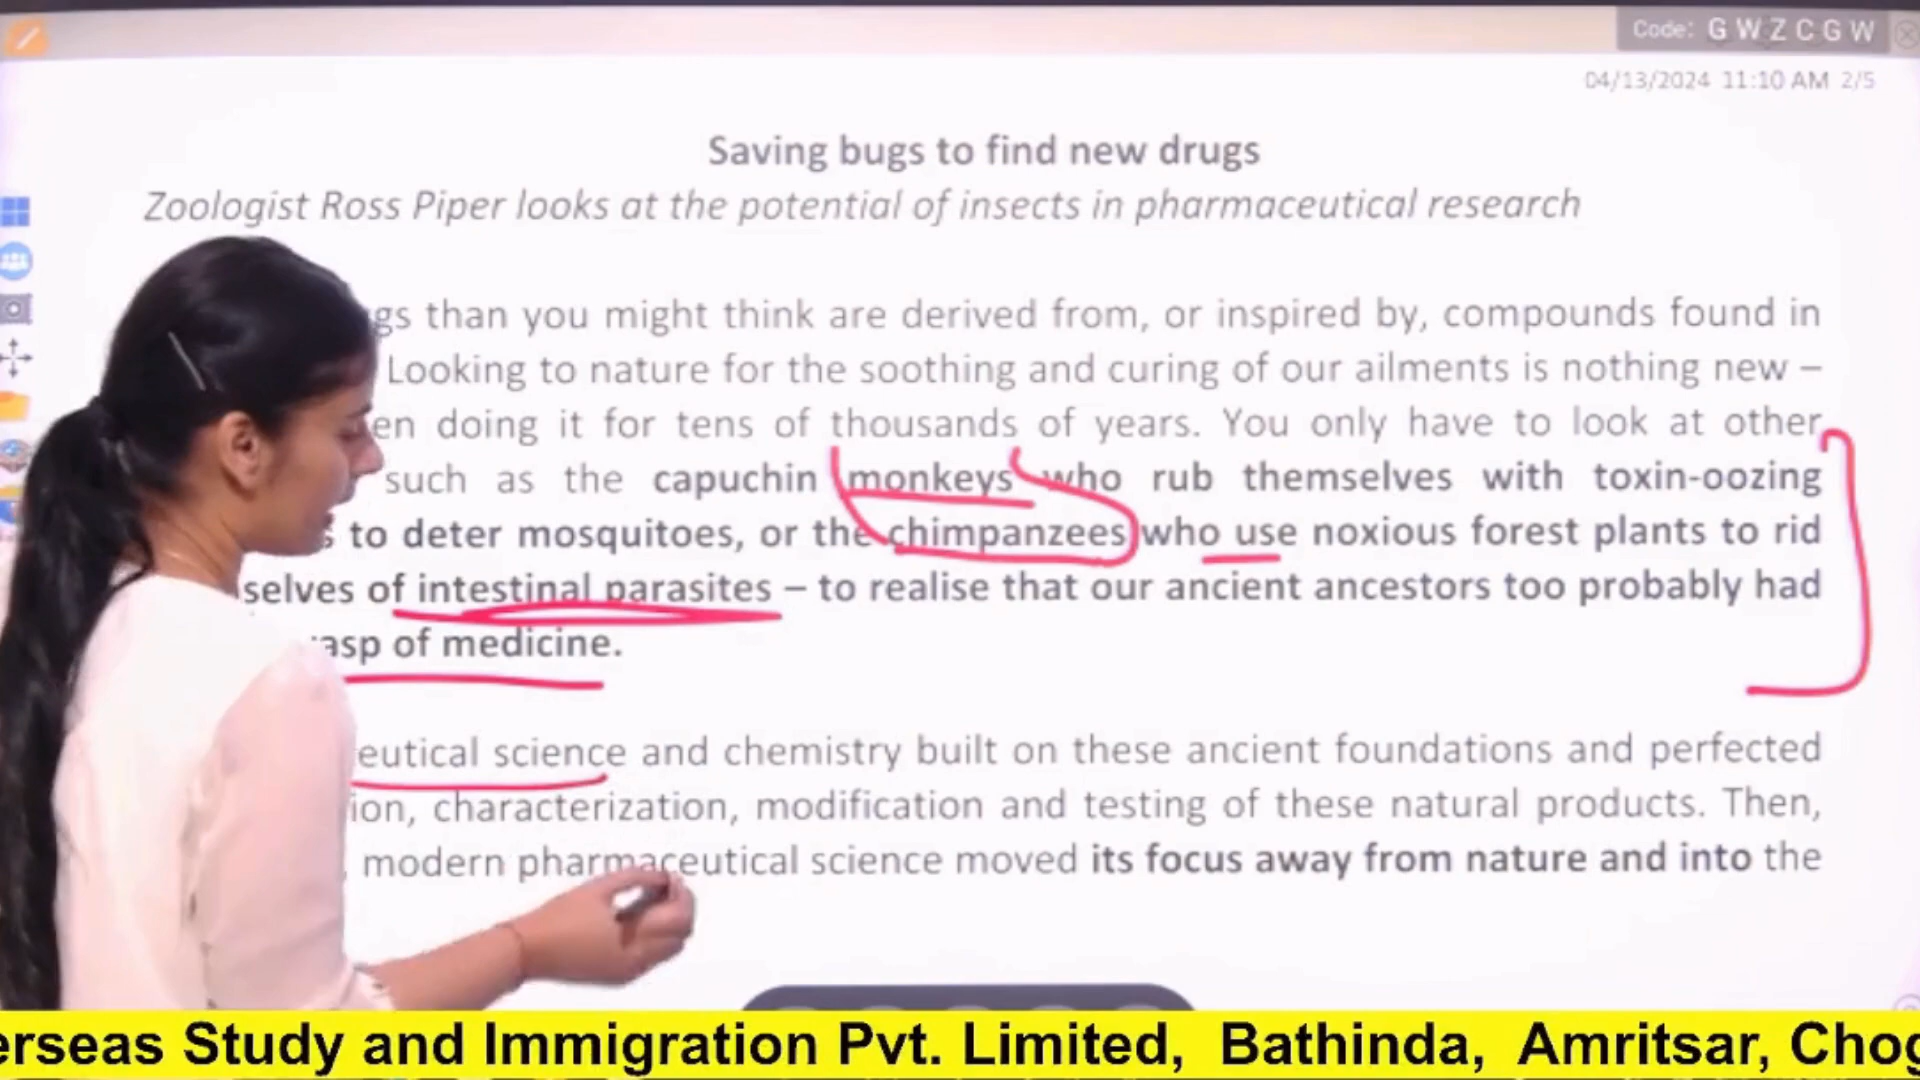 Code: G W Z C G W
04/13/2024 11:10 AM 2/5
Saving bugs to find new drugs
Zoologist Ross Piper looks at the potential of insects in pharmaceutical research
gs than you might think are derived from, or inspired by, compounds found in
Looking to nature for the soothing and curing of our ailments is nothing new –
en doing it for tens of thousands of years. You only have to look at other
such as the capuchin monkeys who rub themselves with toxin-oozing
s to deter mosquitoes, or the chimpanzees who use noxious forest plants to rid
selves of intestinal parasites – to realise that our ancient ancestors too probably had
asp of medicine.
eutical science and chemistry built on these ancient foundations and perfected
ion, characterization, modification and testing of these natural products. Then,
modern pharmaceutical science moved its focus away from nature and into the
erseas Study and Immigration Pvt. Limited, Bathinda, Amritsar, Chog